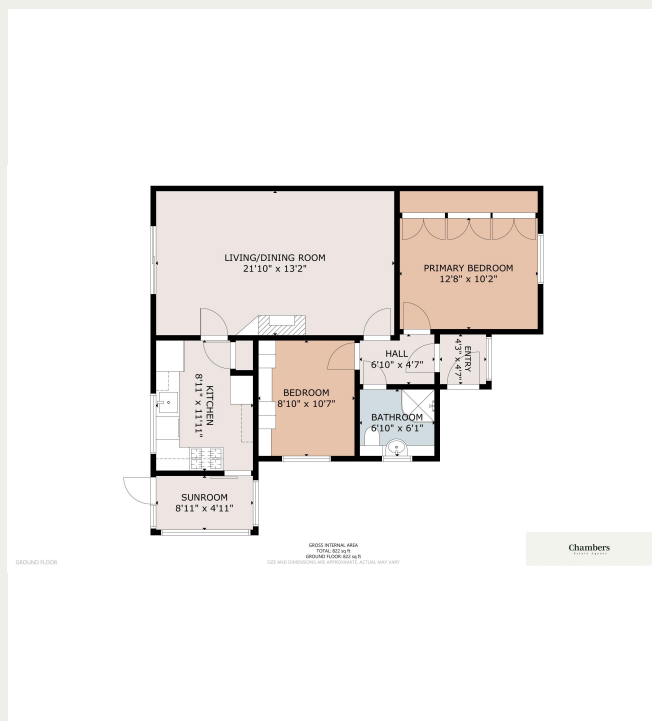 LIVING/DINING ROOM
21'10" x 13'2"
PRIMARY BEDROOM
12'8" x 10'2"
HALL
6'10" x 4'7"
ENTRY
4'3" x 4'7"
KITCHEN
8'11" x 11'11"
BEDROOM
8'10" x 10'7"
BATHROOM
6'10" x 6'1"
SUNROOM
8'11" x 4'11"
GROSS INTERNAL AREA
TOTAL: 822 sq ft
GROUND FLOOR: 822 sq ft
SIZE AND DIMENSIONS ARE APPROXIMATE, ACTUAL MAY VARY
GROUND FLOOR
Chambers
Estate Agents